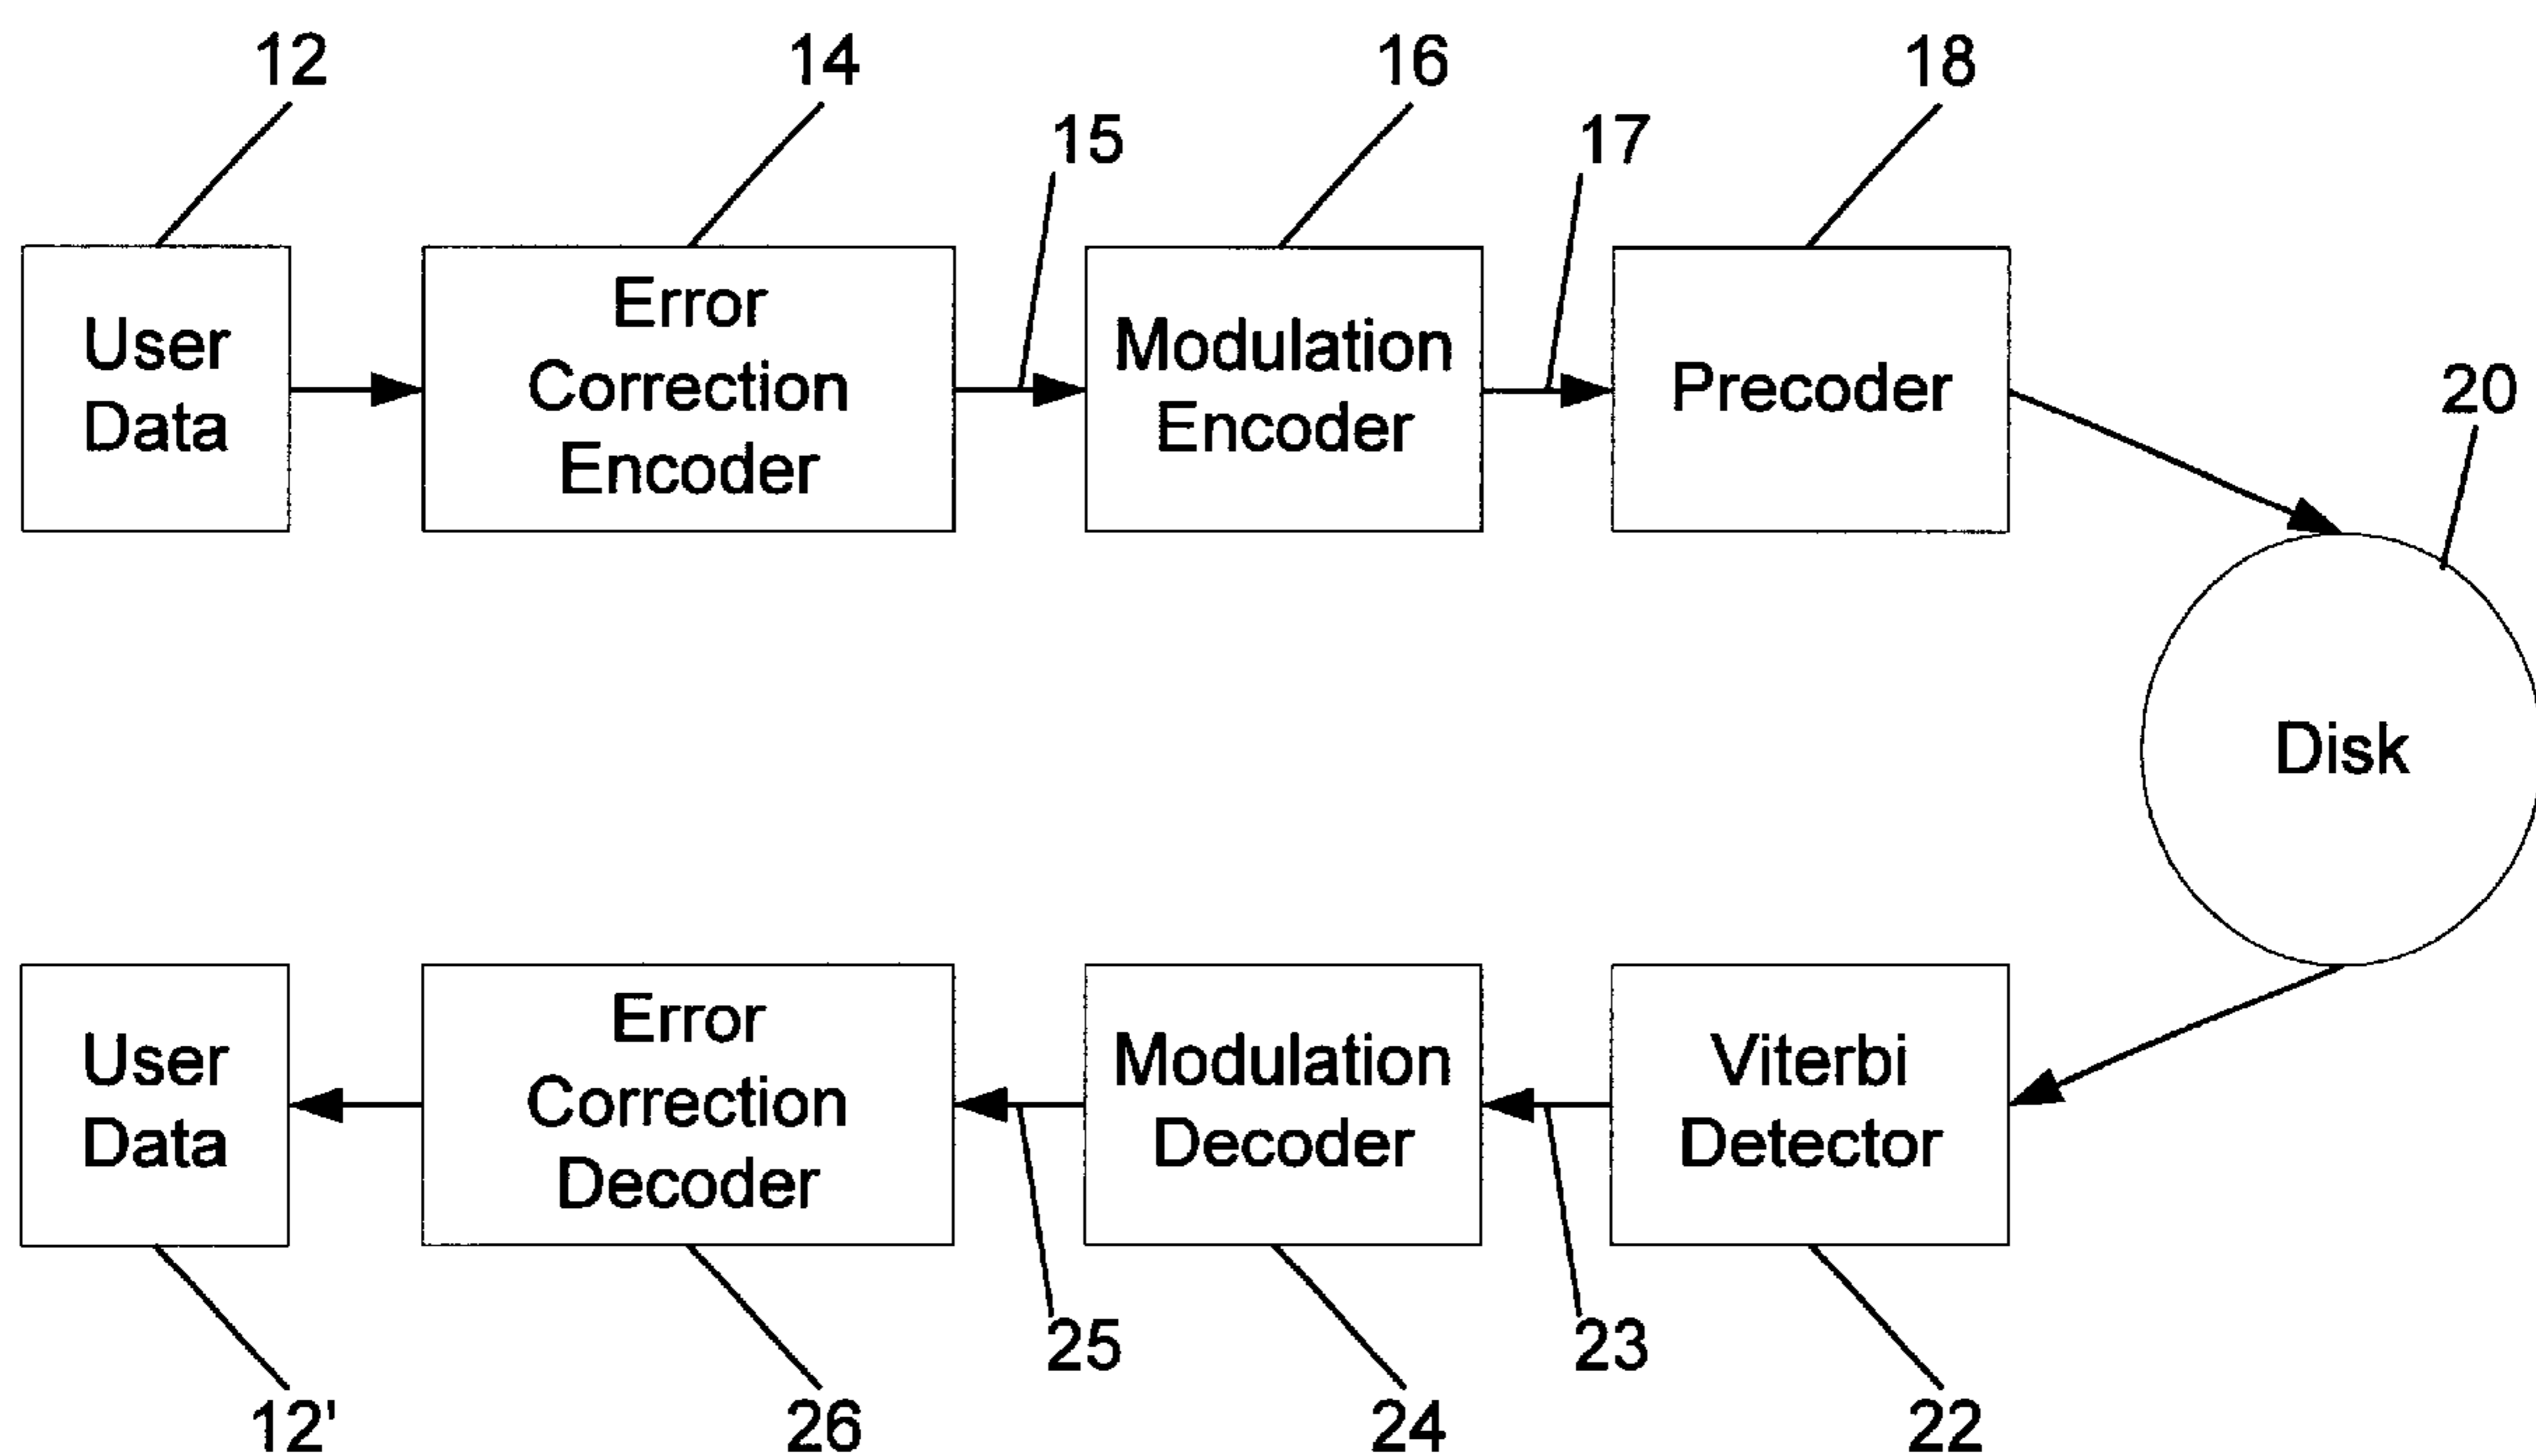 12
14
16
18
15
17
20
User
Data
Error
Correction
Encoder
Modulation
Encoder
Precoder
Disk
User
Data
Error
Correction
Decoder
Modulation
Decoder
Viterbi
Detector
25
23
12'
26
24
22